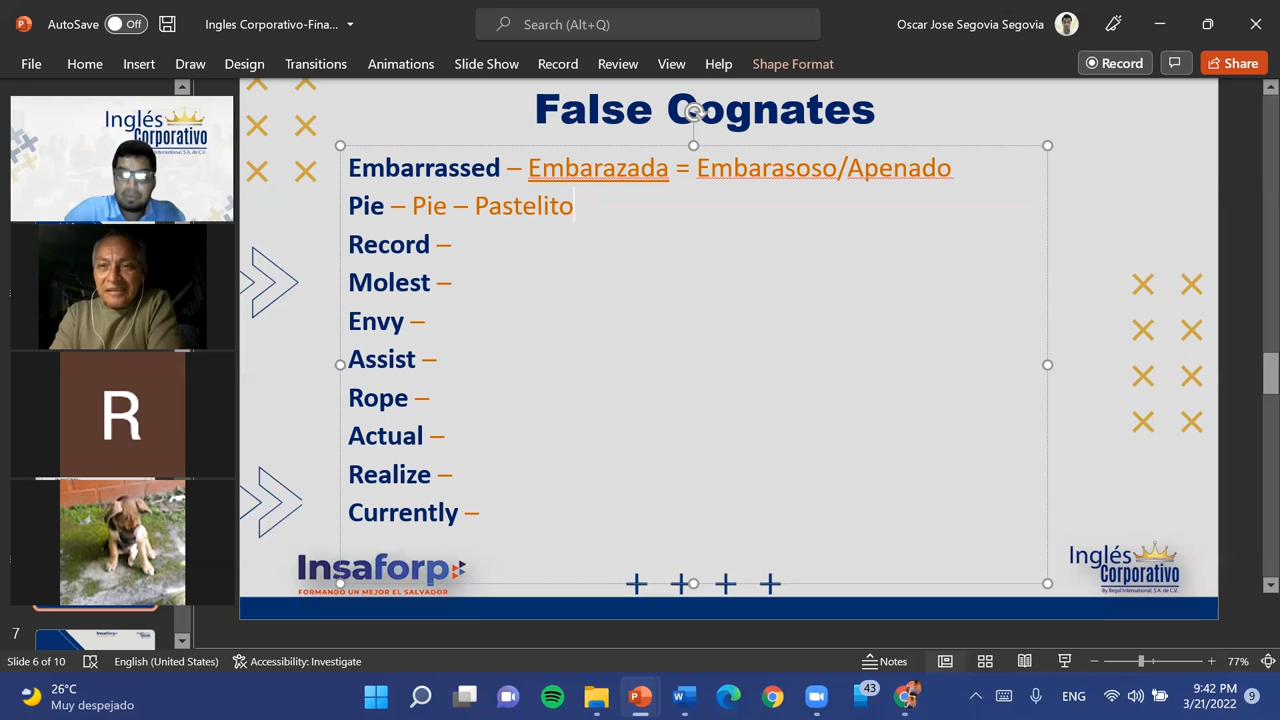 AutoSave Off Ingles Corporativo-Fina... Search (Alt+Q) Oscar Jose Segovia Segovia
File Home Insert Draw Design Transitions Animations Slide Show Record Review View Help Shape Format Record Share
Inglés
Corporativo
R
7
False Cognates
Embarrassed – Embarazada = Embarasoso/Apenado
Pie – Pie – Pastelito
Record –
Molest –
Envy –
Assist –
Rope –
Actual –
Realize –
Currently –
Insaforp
FORMANDO UN MEJOR EL SALVADOR
Inglés
Corporativo
By Regal International, S.A. de C.V.
Slide 6 of 10 English (United States) Accessibility: Investigate Notes 77%
26°C
Muy despejado
43
ENG
9:42 PM
3/21/2022
9